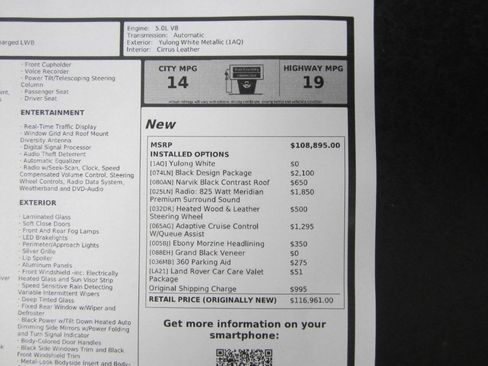 harged LWB
Engine: 5.0L V8
Transmission: Automatic
Exterior: Yulong White Metallic (1AQ)
Interior: Cirrus Leather
- Front Cupholder
- Voice Recorder
- Power Tilt/Telescoping Steering
Column
- Passenger Seat
- Driver Seat
ENTERTAINMENT
- Real-Time Traffic Display
- Window Grid And Roof Mount
Diversity Antenna
- Digital Signal Processor
- Audio Theft Deterrent
- Automatic Equalizer
- Radio w/Seek-Scan, Clock, Speed
Compensated Volume Control, Steering
Wheel Controls, Radio Data System,
Weatherband and DVD-Audio
EXTERIOR
- Laminated Glass
- Soft Close Doors
- Front And Rear Fog Lamps
- LED Brakelights
- Perimeter/Approach Lights
- Silver Grille
- Lip Spoiler
- Aluminum Panels
- Front Windshield -inc: Electrically
Heated Glass and Sun Visor Strip
- Speed Sensitive Rain Detecting
Variable Intermittent Wipers
- Deep Tinted Glass
- Fixed Rear Window w/Wiper and
Defroster
- Black Power w/Tilt Down Heated Auto
Dimming Side Mirrors w/Power Folding
and Turn Signal Indicator
- Body-Colored Door Handles
- Black Side Windows Trim and Black
Front Windshield Trim
- Metal-Look Bodyside Insert and Body-
CITY MPG
14
HIGHWAY MPG
19
New
MSRP $108,895.00
INSTALLED OPTIONS
[1AQ] Yulong White $0
[074LN] Black Design Package $2,100
[080AN] Narvik Black Contrast Roof $650
[025LN] Radio: 825 Watt Meridian $1,850
Premium Surround Sound
[032DR] Heated Wood & Leather $500
Steering Wheel
[065AG] Adaptive Cruise Control $1,295
W/Queue Assist
[005BJ] Ebony Morzine Headlining $350
[088EH] Grand Black Veneer $0
[036MB] 360 Parking Aid $275
[LA21] Land Rover Car Care Valet $51
Package
Original Shipping Charge $995
RETAIL PRICE (ORIGINALLY NEW) $116,961.00
Get more information on your
smartphone: